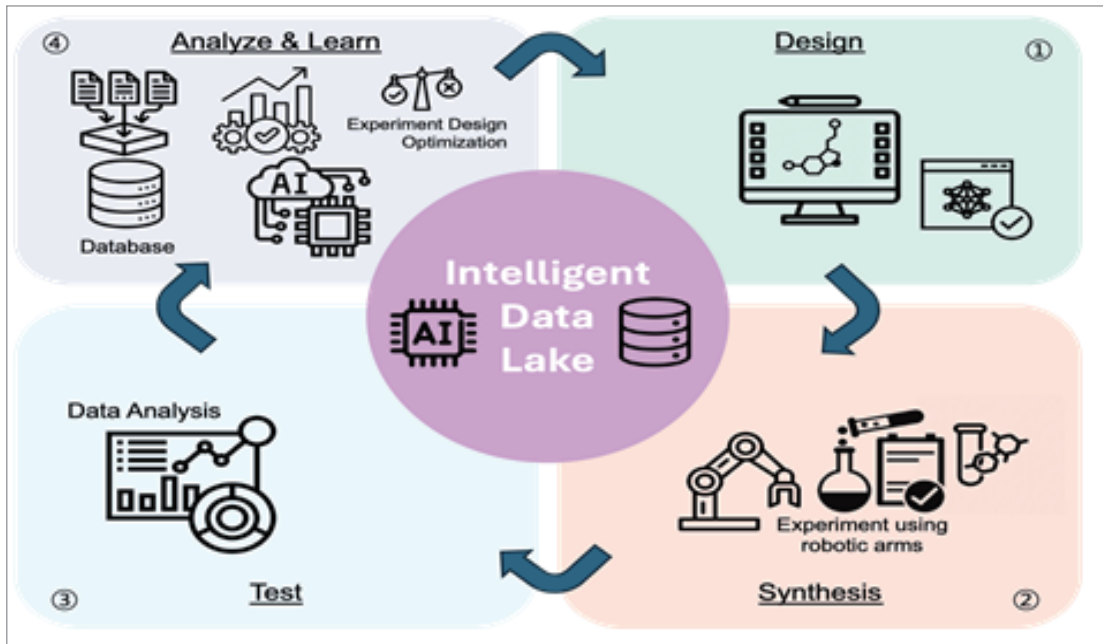 ④
Analyze & Learn
Experiment Design
Optimization
AI
Database
Design
①
Intelligent
Data
Lake
AI
Data Analysis
Test
③
Experiment using
robotic arms
Synthesis
②